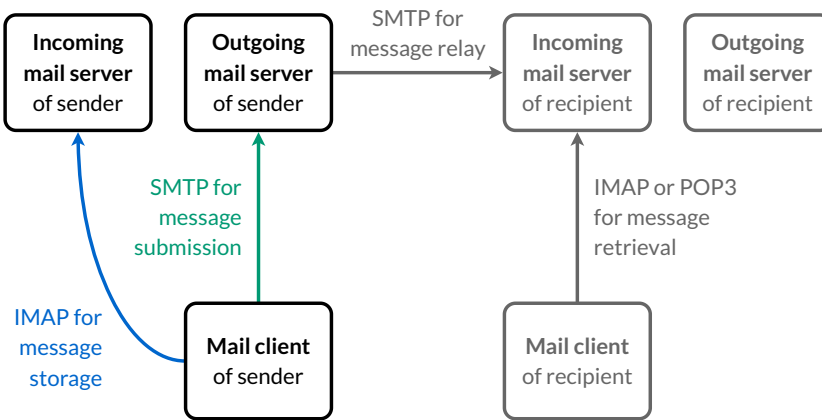 Incoming
mail server
of sender
Outgoing
mail server
of sender
SMTP for
message relay
Incoming
mail server
of recipient
Outgoing
mail server
of recipient
SMTP for
message
submission
IMAP or POP3
for message
retrieval
IMAP for
message
storage
Mail client
of sender
Mail client
of recipient